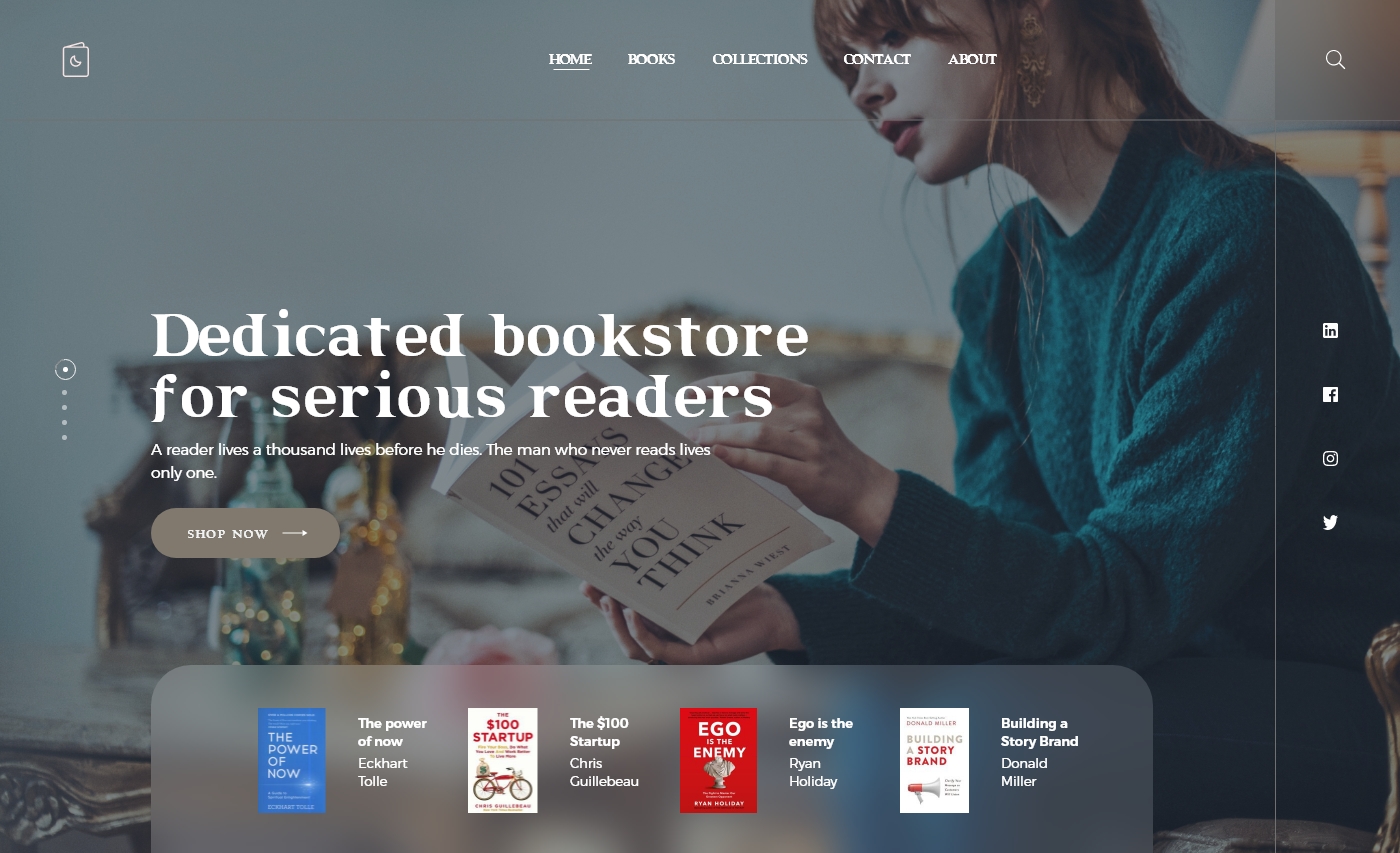 HOME BOOKS COLLECTIONS CONTACT ABOUT
Dedicated bookstore
for serious readers
A reader lives a thousand lives before he dies. The man who never reads lives
only one.
SHOP NOW
101
ESSAYS
that will
CHANGE
the way
YOU
THINK
BRIANNA WIEST
THE
POWER
OF
NOW
ECKHART TOLLE
The power
of now
Eckhart
Tolle
THE
$100
STARTUP
CHRIS GUILLEBEAU
The $100
Startup
Chris
Guillebeau
EGO
IS THE
ENEMY
RYAN HOLIDAY
Ego is the
enemy
Ryan
Holiday
DONALD MILLER
BUILDING
A STORY
BRAND
Building a
Story Brand
Donald
Miller